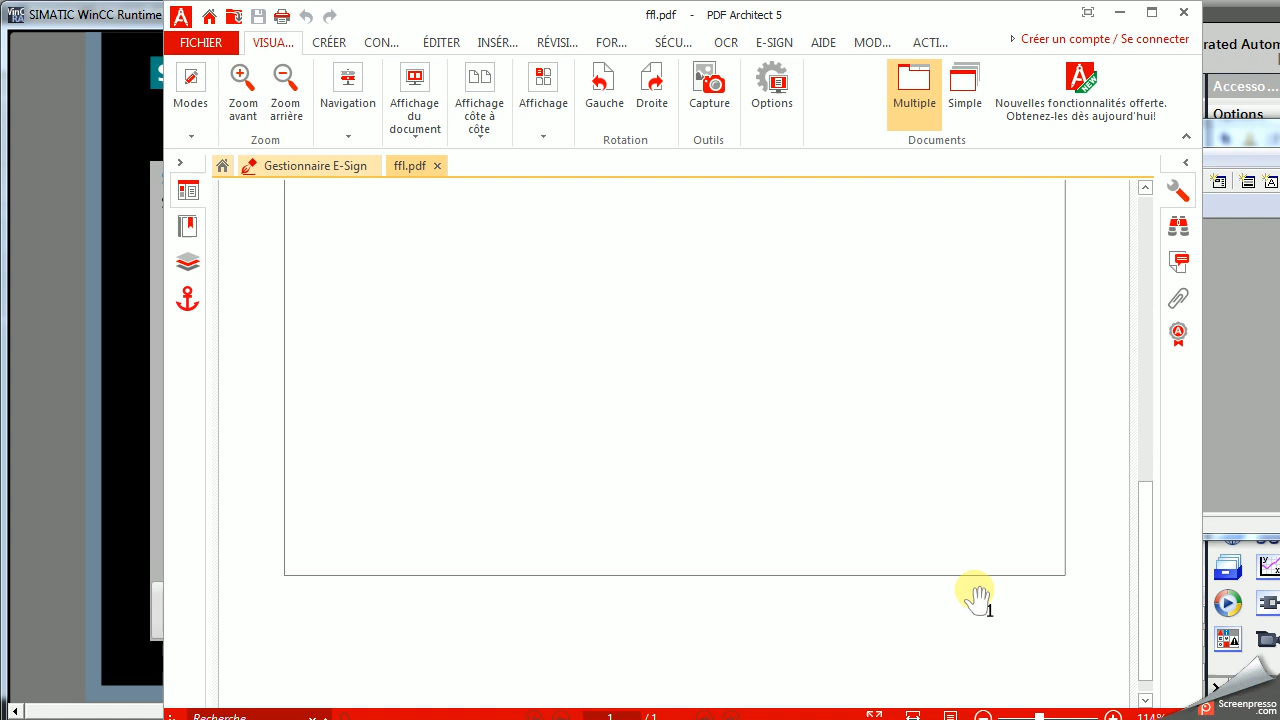 SIMATIC WinCC Runtime
ffl.pdf - PDF Architect 5
FICHIER VISUA... CRÉER CON... ÉDITER INSÉR... RÉVISI... FOR... SÉCU... OCR E-SIGN AIDE MOD... ACTI...
Créer un compte / Se connecter
rated Autom
Modes
Zoom avant
Zoom arrière
Navigation
Affichage du document
Affichage côte à côte
Affichage
Gauche
Droite
Capture
Options
Multiple
Simple
Nouvelles fonctionnalités offerte.
Obtenez-les dès aujourd'hui!
Zoom
Rotation
Outils
Documents
Accesso...
Options
Gestionnaire E-Sign
ffl.pdf
1
Recherche
1 / 1
114%
Screenpresso
.com